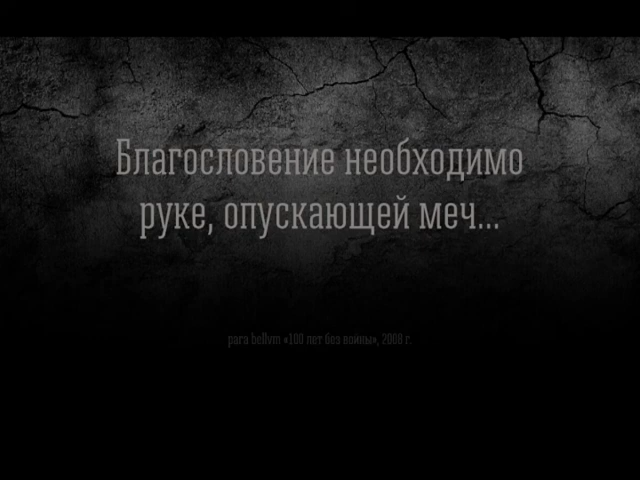 Благословение необходимо
руке, опускающей меч...
para bellvm «100 лет без войны», 2008 г.